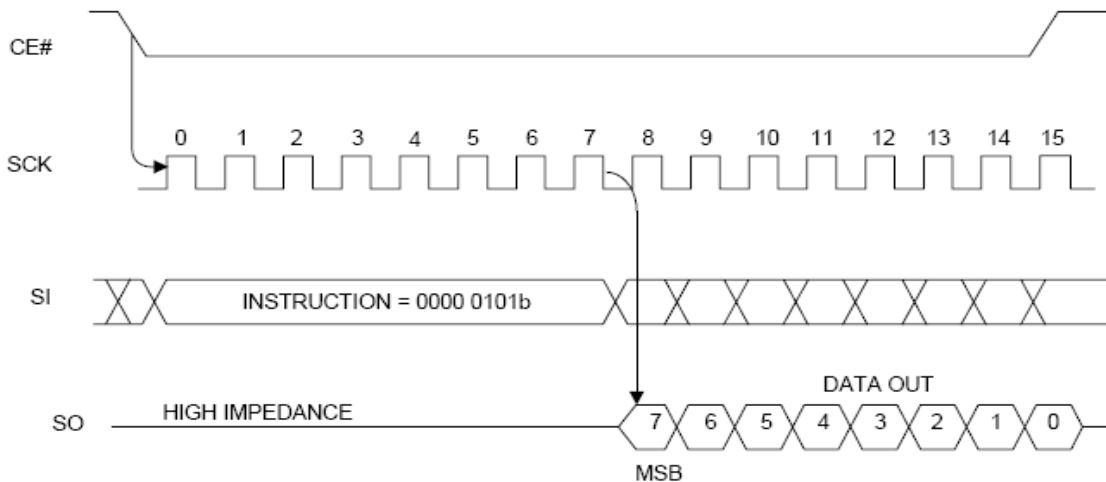 CE#
0 1 2 3 4 5 6 7 8 9 10 11 12 13 14 15
SCK
SI INSTRUCTION = 0000 0101b
DATA OUT
HIGH IMPEDANCE
SO 7 6 5 4 3 2 1 0
MSB